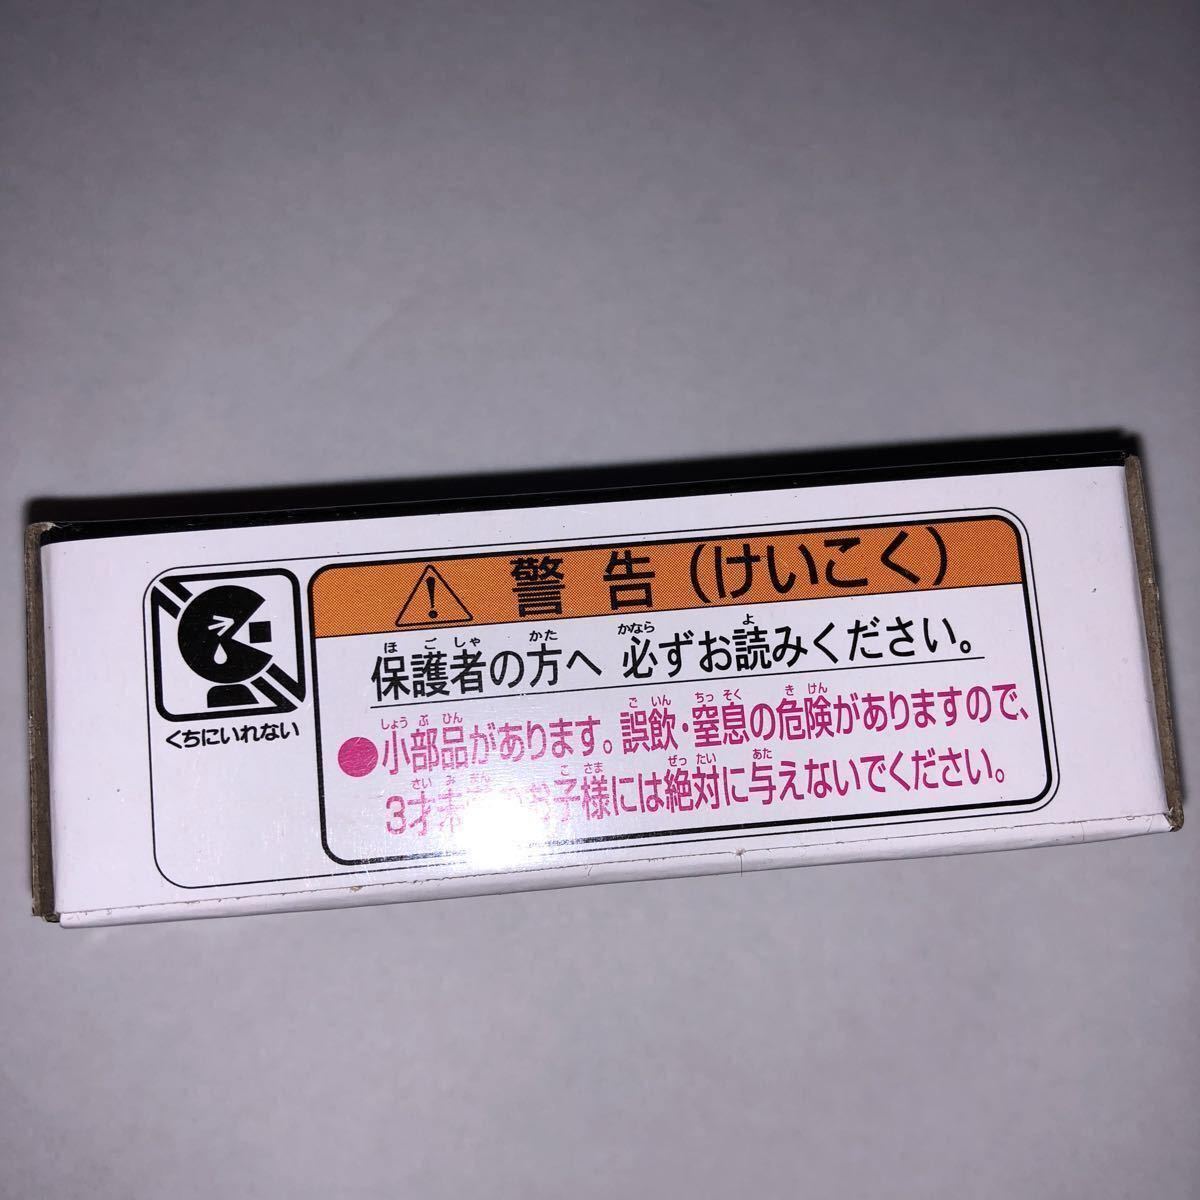 警告(けいこく)
ほごしゃ かた かなら よ
保護者の方へ 必ずお読みください。
しょうぶひん ごいん ちっそく きけん
●小部品があります。誤飲・窒息の危険がありますので、
さいみまん こさま ぜったい あた
3才未満のお子様には絶対に与えないでください。
くちにいれない